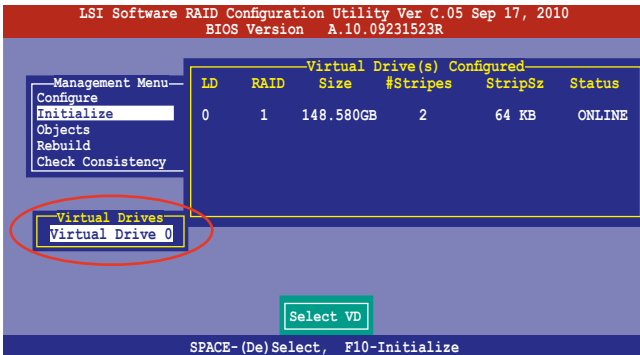 LSI Software RAID Configuration Utility Ver C.05 Sep 17, 2010
BIOS Version A.10.09231523R
Virtual Drive(s) Configured
LD RAID Size #Stripes StripSz Status
0 1 148.580GB 2 64 KB ONLINE
Management Menu
Configure
Initialize
Objects
Rebuild
Check Consistency
Virtual Drives
Virtual Drive 0
Select VD
SPACE-(De)Select, F10-Initialize